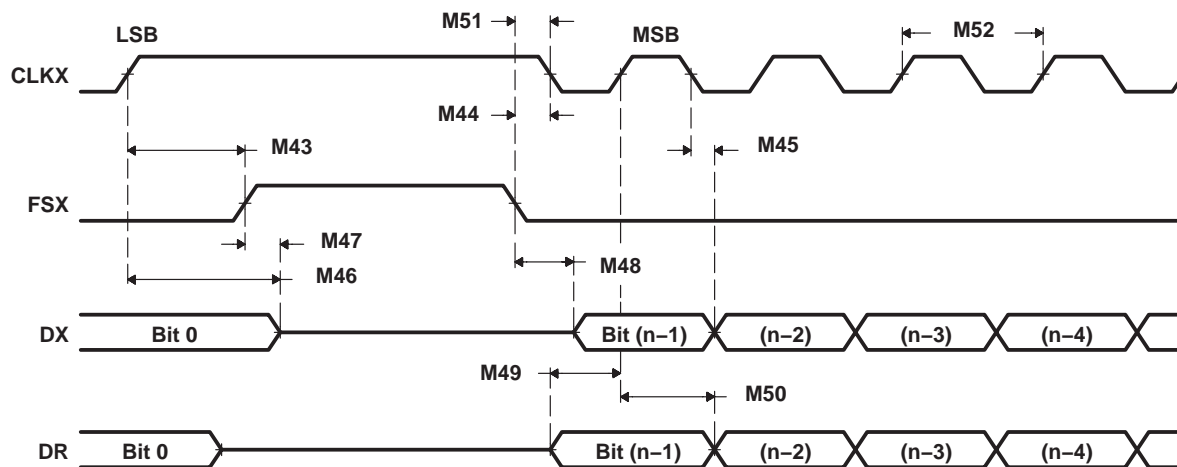 M51
LSB
MSB
M52
CLKX
M44
M43
M45
FSX
M47
M48
M46
DX
Bit 0
Bit (n–1)
(n–2)
(n–3)
(n–4)
M49
M50
DR
Bit 0
Bit (n–1)
(n–2)
(n–3)
(n–4)